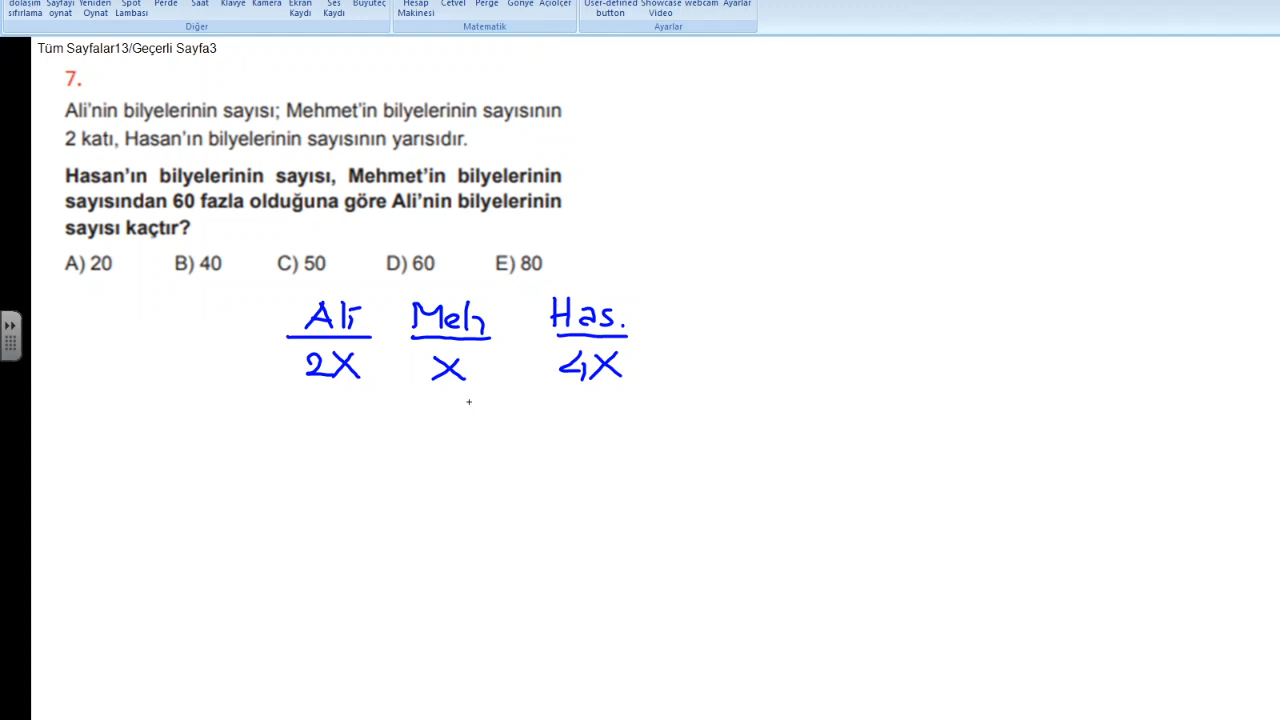 dolaşım Sayfayı Yeniden Spot Perde Saat Klavye Kamera Ekran Ses Büyüteç Hesap Cetvel Perge Gönye Açıölçer User-defined Showcase webcam Ayarlar
sıfırlama oynat Oynat Lambası Kaydı Kaydı Makinesi button Video
Diğer Matematik Ayarlar
Tüm Sayfalar13/Geçerli Sayfa3
7.
Ali'nin bilyelerinin sayısı; Mehmet'in bilyelerinin sayısının
2 katı, Hasan'ın bilyelerinin sayısının yarısıdır.
Hasan'ın bilyelerinin sayısı, Mehmet'in bilyelerinin
sayısından 60 fazla olduğuna göre Ali'nin bilyelerinin
sayısı kaçtır?
A) 20 B) 40 C) 50 D) 60 E) 80
Ali Meh Has.
2X X 4X